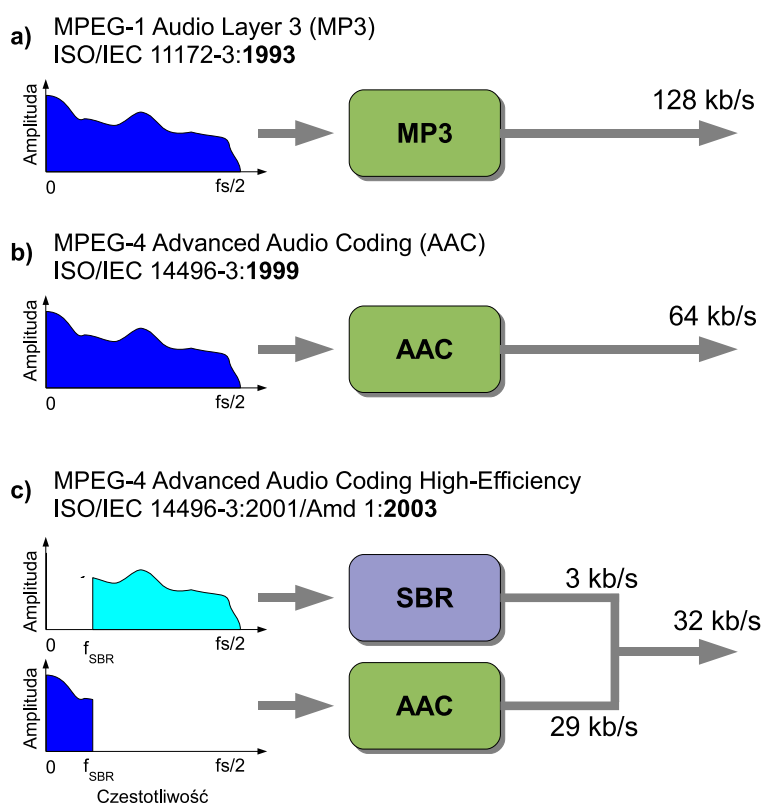 a) MPEG-1 Audio Layer 3 (MP3)
ISO/IEC 11172-3:1993
Amplituda
0
fs/2
MP3
128 kb/s
b) MPEG-4 Advanced Audio Coding (AAC)
ISO/IEC 14496-3:1999
Amplituda
0
fs/2
AAC
64 kb/s
c) MPEG-4 Advanced Audio Coding High-Efficiency
ISO/IEC 14496-3:2001/Amd 1:2003
Amplituda
0
fSBR
fs/2
SBR
3 kb/s
32 kb/s
Amplituda
0
fSBR
fs/2
AAC
29 kb/s
Czestotliwość